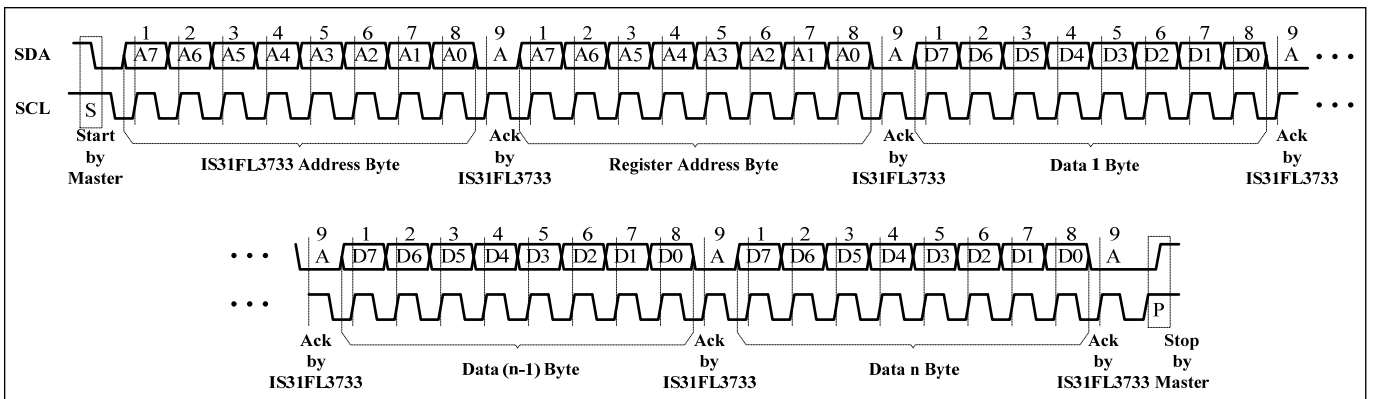 1 2 3 4 5 6 7 8 9 1 2 3 4 5 6 7 8 9 1 2 3 4 5 6 7 8 9
SDA A7 A6 A5 A4 A3 A2 A1 A0 A A7 A6 A5 A4 A3 A2 A1 A0 A D7 D6 D5 D4 D3 D2 D1 D0 A • • •
SCL S • • •
Start by Master
IS31FL3733 Address Byte
Ack by IS31FL3733
Register Address Byte
Ack by IS31FL3733
Data 1 Byte
Ack by IS31FL3733
9 1 2 3 4 5 6 7 8 9 1 2 3 4 5 6 7 8 9
• • • A D7 D6 D5 D4 D3 D2 D1 D0 A D7 D6 D5 D4 D3 D2 D1 D0 A
• • • P
Ack by IS31FL3733
Data (n-1) Byte
Ack by IS31FL3733
Data n Byte
Ack by IS31FL3733
Stop by Master